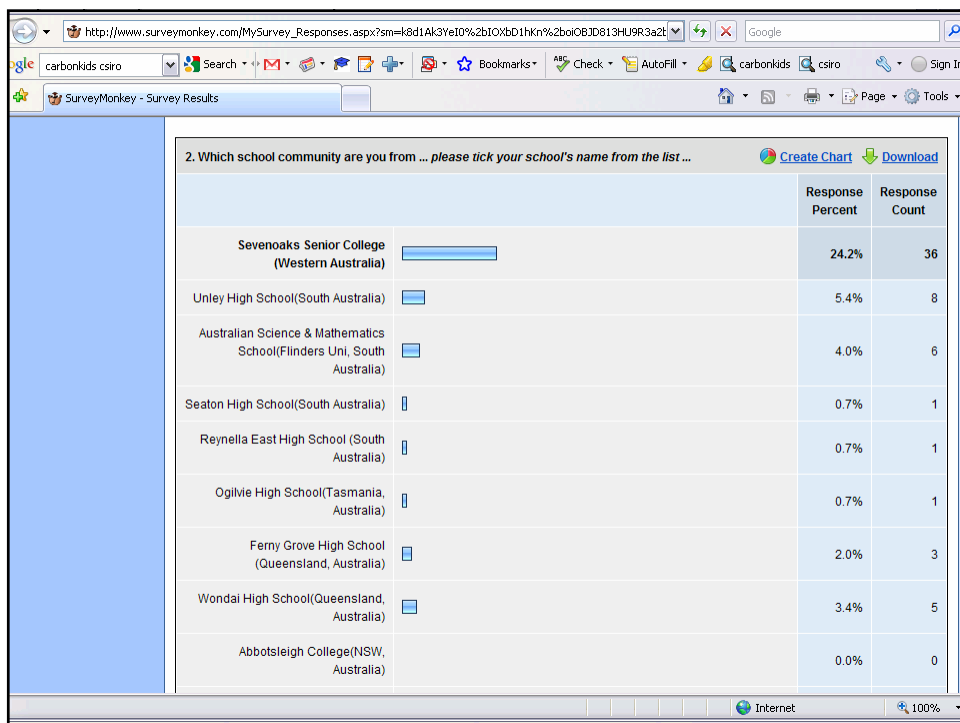 http://www.surveymonkey.com/MySurvey_Responses.aspx?sm=k8d1Ak3YeI0%2bIOXbD1hKn%2boiOBJD813HU9R3a2t
Google
ogle carbonkids csiro Search Bookmarks ABC Check AutoFill carbonkids csiro Sign In
SurveyMonkey - Survey Results Page Tools
2. Which school community are you from ... please tick your school's name from the list ... Create Chart Download
Response Percent
Response Count
Sevenoaks Senior College
(Western Australia) 24.2% 36
Unley High School(South Australia) 5.4% 8
Australian Science & Mathematics
School(Flinders Uni, South
Australia) 4.0% 6
Seaton High School(South Australia) 0.7% 1
Reynella East High School (South
Australia) 0.7% 1
Ogilvie High School(Tasmania,
Australia) 0.7% 1
Ferny Grove High School
(Queensland, Australia) 2.0% 3
Wondai High School(Queensland,
Australia) 3.4% 5
Abbotsleigh College(NSW,
Australia) 0.0% 0
Internet 100%